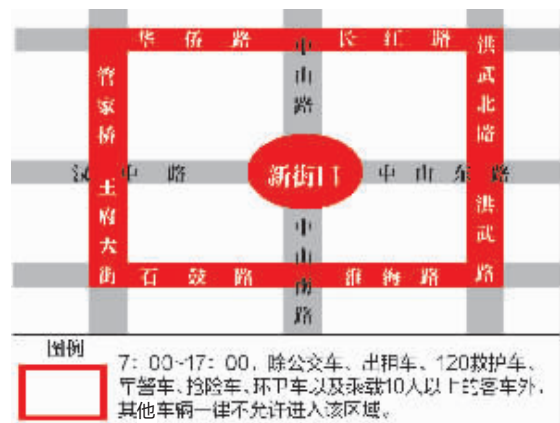 华侨路
中山路
长江路
洪武北路
管家桥
汉中路
新街口
中山东路
王府大街
中山南路
洪武路
石鼓路
淮海路
图例
7：00~17：00，除公交车、出租车、120救护车、
军警车、抢险车、环卫车以及乘载10人以上的客车外，
其他车辆一律不允许进入该区域。